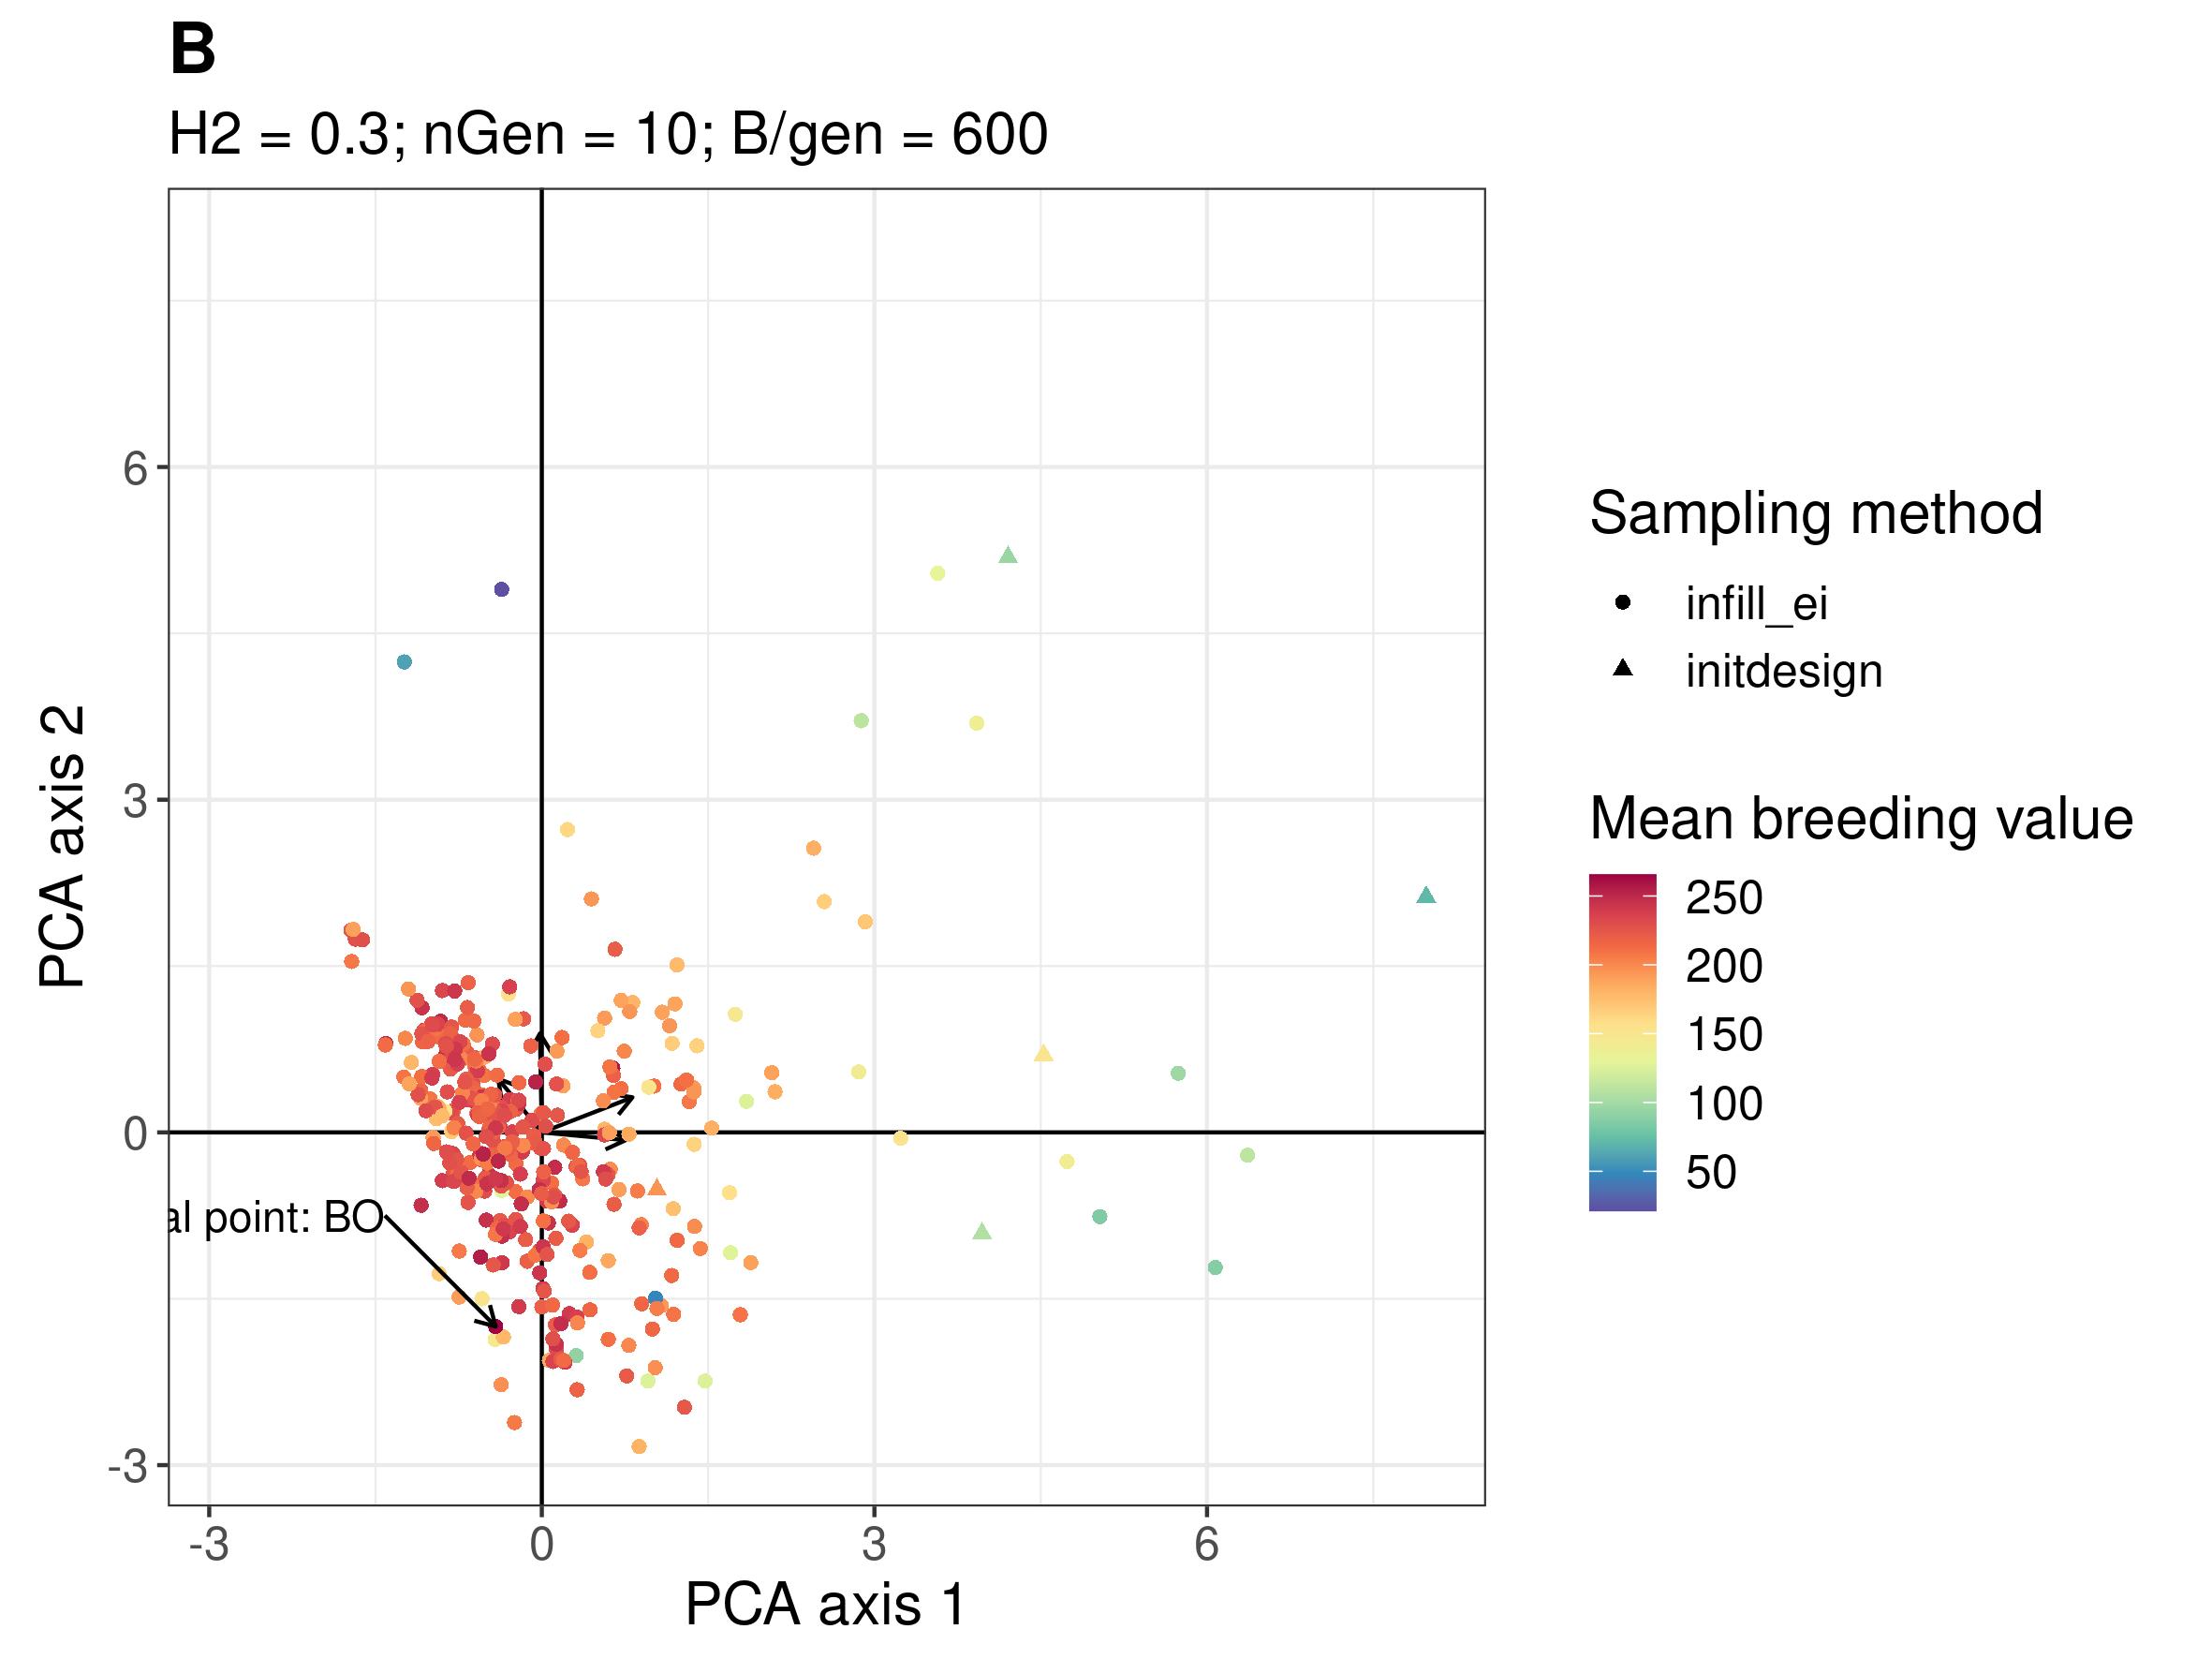 B
H2 = 0.3; nGen = 10; B/gen = 600
PCA axis 2
6
3
0
-3
point: BO
-3
0
3
6
PCA axis 1
Sampling method
infill_ei
initdesign
Mean breeding value
250
200
150
100
50